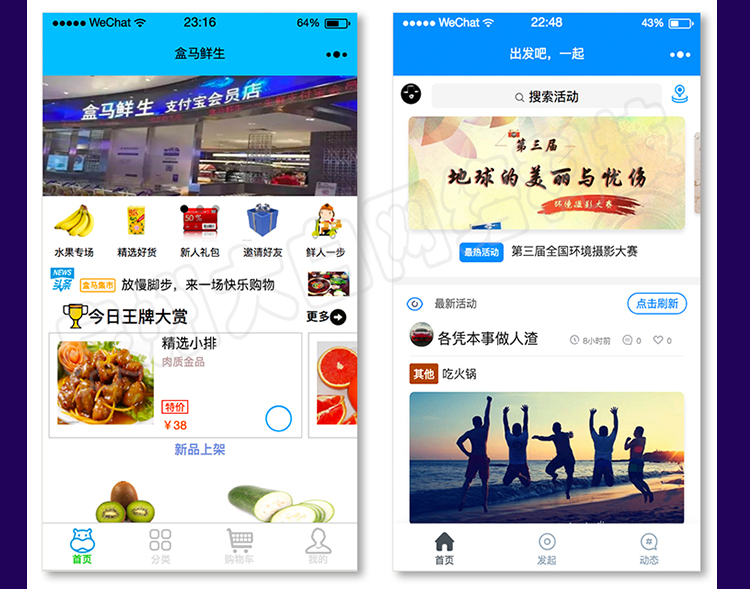 WeChat 23:16 64%
盒马鲜生
盒马鲜生 支付宝会员店
50%
水果专场 精选好货 新人礼包 邀请好友 鲜人一步
NEWS
头条 盒马集市 放慢脚步，来一场快乐购物
今日王牌大赏 更多
精选小排
肉质金品
特价
￥38
新品上架
首页 分类 购物车 我的
WeChat 22:48 43%
出发吧，一起
搜索活动
第三届
地球的美丽与忧伤
环境摄影大赛
最热活动 第三届全国环境摄影大赛
最新活动 点击刷新
各凭本事做人渣 8小时前 0 0
其他 吃火锅
首页 发起 动态